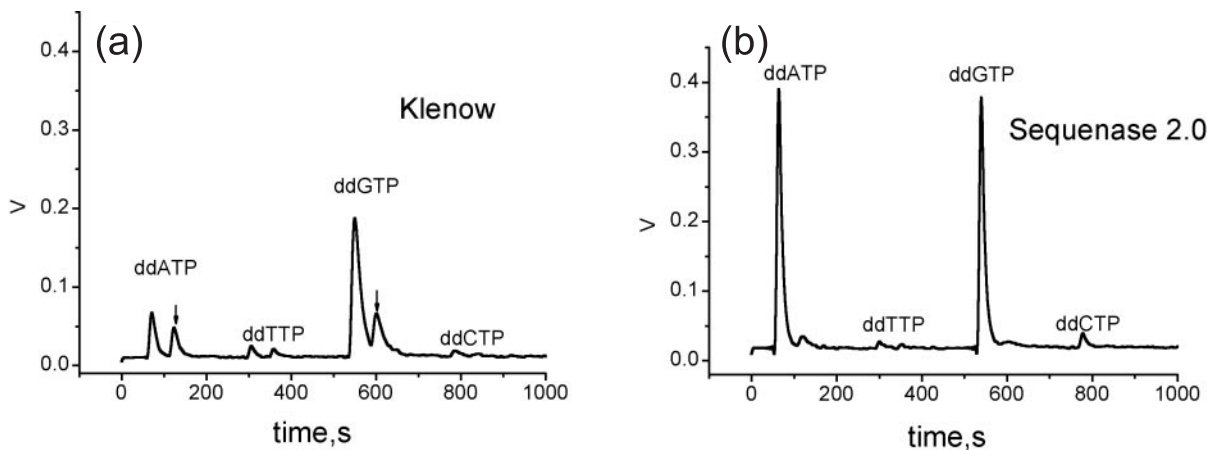 (a)
Klenow
ddATP
ddTTP
ddGTP
ddCTP
V
0.4
0.3
0.2
0.1
0.0
0 200 400 600 800 1000
time,s
(b)
Sequenase 2.0
ddATP
ddTTP
ddGTP
ddCTP
V
0.4
0.3
0.2
0.1
0.0
0 200 400 600 800 1000
time,s